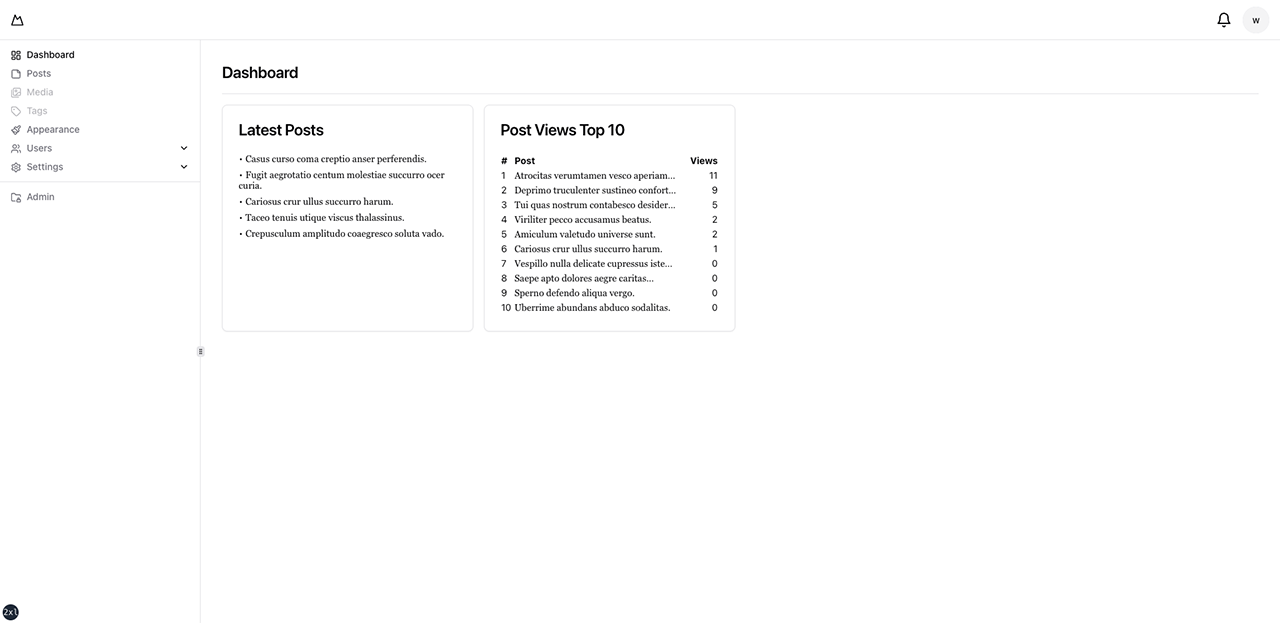 w
Dashboard
Posts
Media
Tags
Appearance
Users
Settings
Admin
Dashboard
Latest Posts
• Casus curso coma creptio anser perferendis.
• Fugit aegrotatio centum molestiae succurro ocer
curia.
• Cariosus crur ullus succurro harum.
• Taceo tenuis utique viscus thalassinus.
• Crepusculum amplitudo coaegresco soluta vado.
Post Views Top 10
# Post Views
1 Atrocitas verumtamen vesco aperiam... 11
2 Deprimo truculenter sustineo confort... 9
3 Tui quas nostrum contabesco desider... 5
4 Viriliter pecco accusamus beatus. 2
5 Amiculum valetudo universe sunt. 2
6 Cariosus crur ullus succurro harum. 1
7 Vespillo nulla delicate cupressus iste... 0
8 Saepe apto dolores aegre caritas... 0
9 Sperno defendo aliqua vergo. 0
10 Uberrime abundans abduco sodalitas. 0
2xl